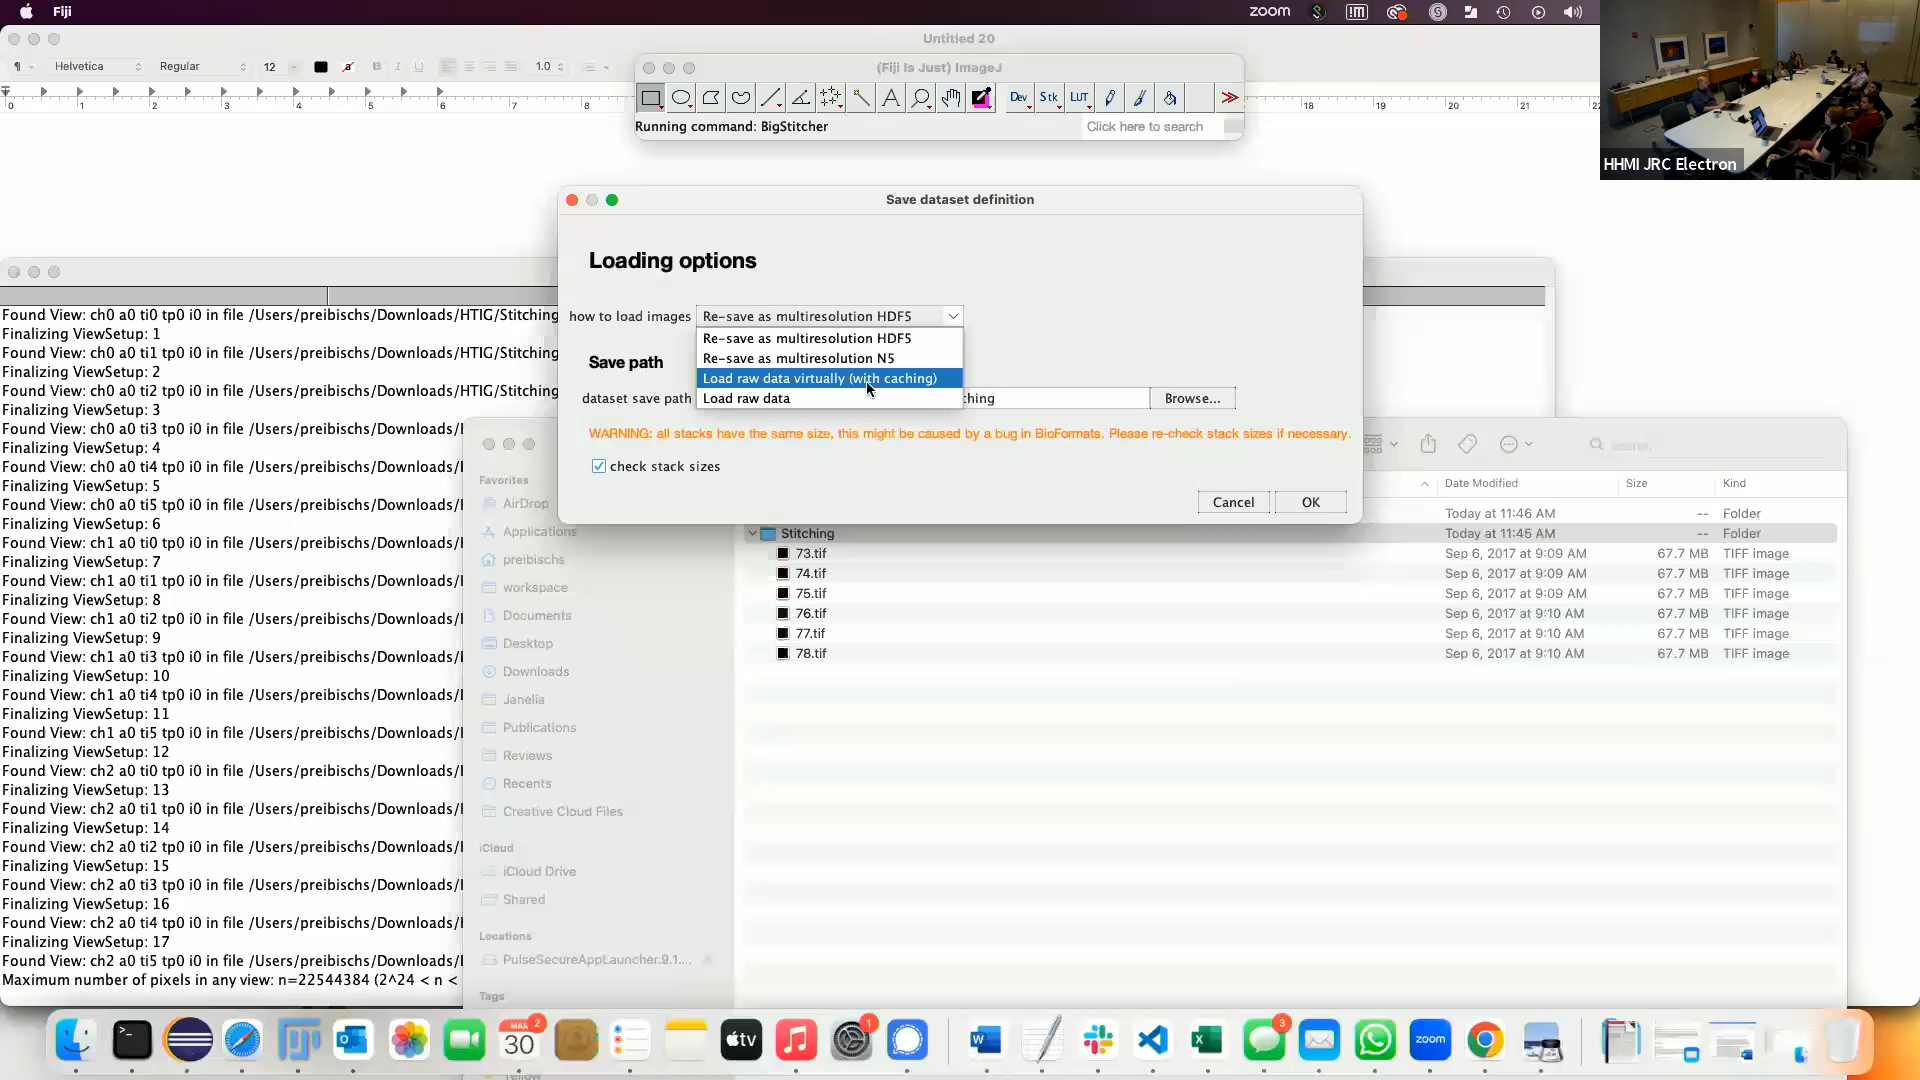 Fiji
zoom
Untitled 20
Helvetica
Regular
12
B
I
U
1.0
0
2
3
4
5
6
7
8
18
19
20
21
(Fiji Is Just) ImageJ
Dev
Stk
LUT
Running command: BigStitcher
Click here to search
HHMI JRC Electron
Save dataset definition
Loading options
how to load images
Re-save as multiresolution HDF5
Re-save as multiresolution HDF5
Re-save as multiresolution N5
Load raw data virtually (with caching)
Load raw data
Save path
dataset save path
ching
Browse...
WARNING: all stacks have the same size, this might be caused by a bug in BioFormats. Please re-check stack sizes if necessary.
check stack sizes
Cancel
OK
Found View: ch0 a0 ti0 tp0 i0 in file /Users/preibischs/Downloads/HTIG/Stitching
Finalizing ViewSetup: 1
Found View: ch0 a0 ti1 tp0 i0 in file /Users/preibischs/Downloads/HTIG/Stitching
Finalizing ViewSetup: 2
Found View: ch0 a0 ti2 tp0 i0 in file /Users/preibischs/Downloads/HTIG/Stitching
Finalizing ViewSetup: 3
Found View: ch0 a0 ti3 tp0 i0 in file /Users/preibischs/Downloads/
Finalizing ViewSetup: 4
Found View: ch0 a0 ti4 tp0 i0 in file /Users/preibischs/Downloads/
Finalizing ViewSetup: 5
Found View: ch0 a0 ti5 tp0 i0 in file /Users/preibischs/Downloads/
Finalizing ViewSetup: 6
Found View: ch1 a0 ti0 tp0 i0 in file /Users/preibischs/Downloads/
Finalizing ViewSetup: 7
Found View: ch1 a0 ti1 tp0 i0 in file /Users/preibischs/Downloads/
Finalizing ViewSetup: 8
Found View: ch1 a0 ti2 tp0 i0 in file /Users/preibischs/Downloads/
Finalizing ViewSetup: 9
Found View: ch1 a0 ti3 tp0 i0 in file /Users/preibischs/Downloads/
Finalizing ViewSetup: 10
Found View: ch1 a0 ti4 tp0 i0 in file /Users/preibischs/Downloads/
Finalizing ViewSetup: 11
Found View: ch1 a0 ti5 tp0 i0 in file /Users/preibischs/Downloads/
Finalizing ViewSetup: 12
Found View: ch2 a0 ti0 tp0 i0 in file /Users/preibischs/Downloads/
Finalizing ViewSetup: 13
Found View: ch2 a0 ti1 tp0 i0 in file /Users/preibischs/Downloads/
Finalizing ViewSetup: 14
Found View: ch2 a0 ti2 tp0 i0 in file /Users/preibischs/Downloads/
Finalizing ViewSetup: 15
Found View: ch2 a0 ti3 tp0 i0 in file /Users/preibischs/Downloads/
Finalizing ViewSetup: 16
Found View: ch2 a0 ti4 tp0 i0 in file /Users/preibischs/Downloads/
Finalizing ViewSetup: 17
Found View: ch2 a0 ti5 tp0 i0 in file /Users/preibischs/Downloads/
Maximum number of pixels in any view: n=22544384 (2^24 < n <
Favorites
AirDrop
Applications
preibischs
workspace
Documents
Desktop
Downloads
Janelia
Publications
Reviews
Recents
Creative Cloud Files
iCloud
iCloud Drive
Shared
Locations
PulseSecureAppLauncher.9.1....
Tags
Yellow
Date Modified
Size
Kind
Today at 11:46 AM -- Folder
Stitching Today at 11:45 AM -- Folder
73.tif Sep 6, 2017 at 9:09 AM 67.7 MB TIFF image
74.tif Sep 6, 2017 at 9:09 AM 67.7 MB TIFF image
75.tif Sep 6, 2017 at 9:09 AM 67.7 MB TIFF image
76.tif Sep 6, 2017 at 9:10 AM 67.7 MB TIFF image
77.tif Sep 6, 2017 at 9:10 AM 67.7 MB TIFF image
78.tif Sep 6, 2017 at 9:10 AM 67.7 MB TIFF image
MAR
30
2
tv
1
3
zoom